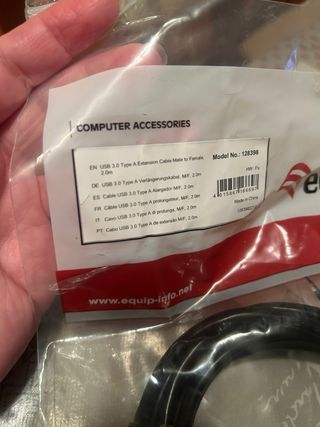 COMPUTER ACCESSORIES
EN USB 3.0 Type A Extension Cable Male to Female, 2.0m
Model No.: 128398
DE USB 3.0 Type A Verlängerungskabel, M/F, 2.0m
ES Cable USB 3.0 Type A Alargador M/F, 2.0m
FR Câble USB 3.0 Type A prolongateur, M/F, 2.0m
IT Cavo USB 3.0 Type A di prolunga, M/F, 2.0m
PT Cabo USB 3.0 Type A de extensão M/F, 2.0m
Made in China
www.equip-info.net